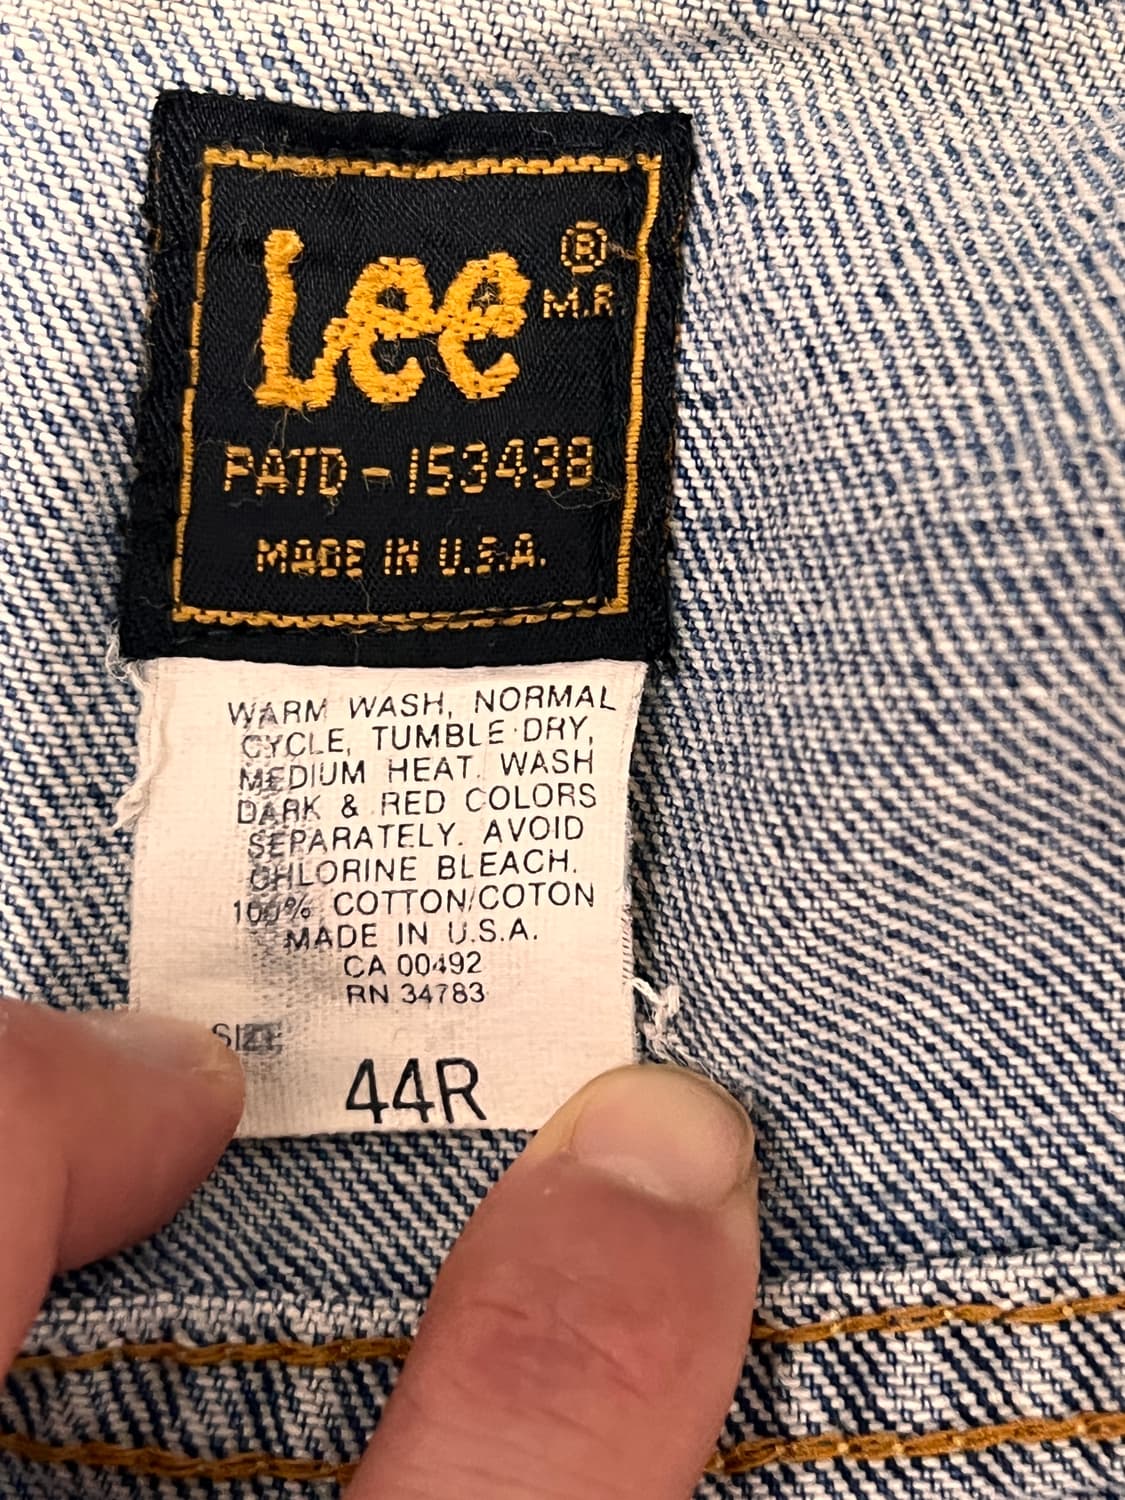 Lee ®
M.R.
PATD-153438
MADE IN U.S.A.
WARM WASH, NORMAL
CYCLE, TUMBLE DRY,
MEDIUM HEAT. WASH
DARK & RED COLORS
SEPARATELY. AVOID
CHLORINE BLEACH.
100% COTTON/COTON
MADE IN U.S.A.
CA 00492
RN 34783
SIZE
44R